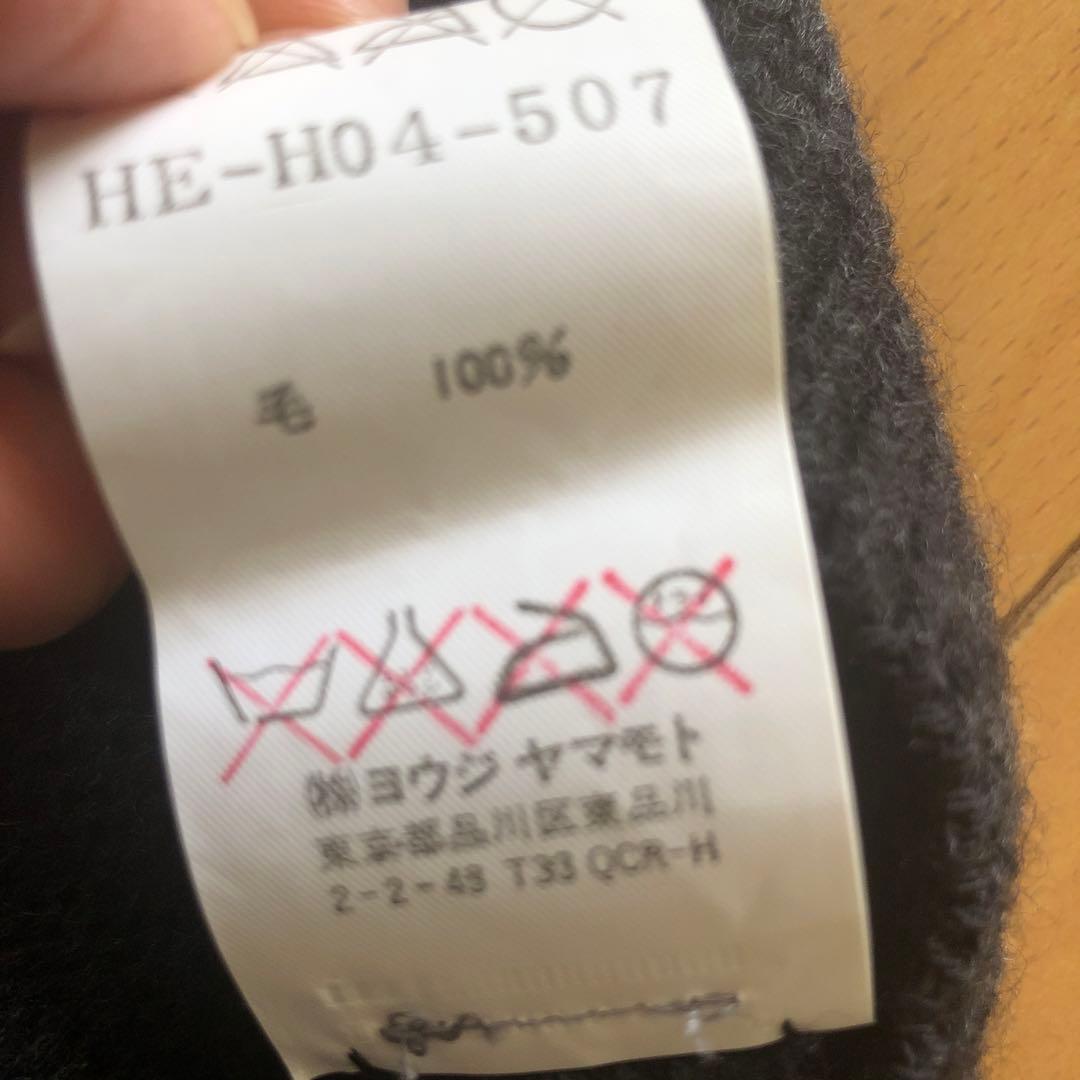 HE-H04-507
毛 100%
㈱ヨウジ ヤマモト
東京都品川区東品川
2-2-43 T33 QCR-H